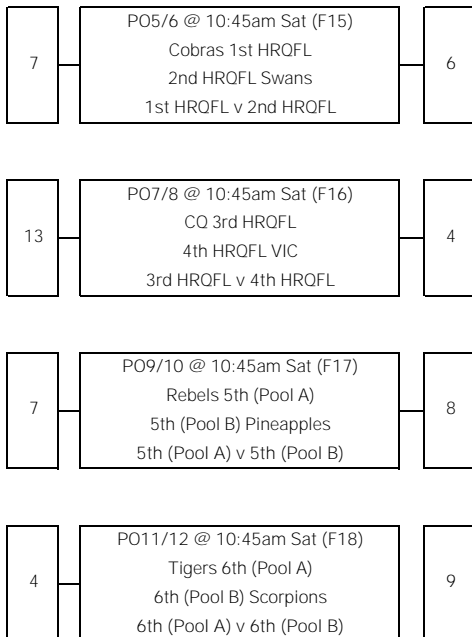 PO5/6 @ 10:45am Sat (F15)
Cobras 1st HRQFL
7
6
2nd HRQFL Swans
1st HRQFL v 2nd HRQFL
PO7/8 @ 10:45am Sat (F16)
CQ 3rd HRQFL
13
4
4th HRQFL VIC
3rd HRQFL v 4th HRQFL
PO9/10 @ 10:45am Sat (F17)
Rebels 5th (Pool A)
7
8
5th (Pool B) Pineapples
5th (Pool A) v 5th (Pool B)
PO11/12 @ 10:45am Sat (F18)
Tigers 6th (Pool A)
4
9
6th (Pool B) Scorpions
6th (Pool A) v 6th (Pool B)